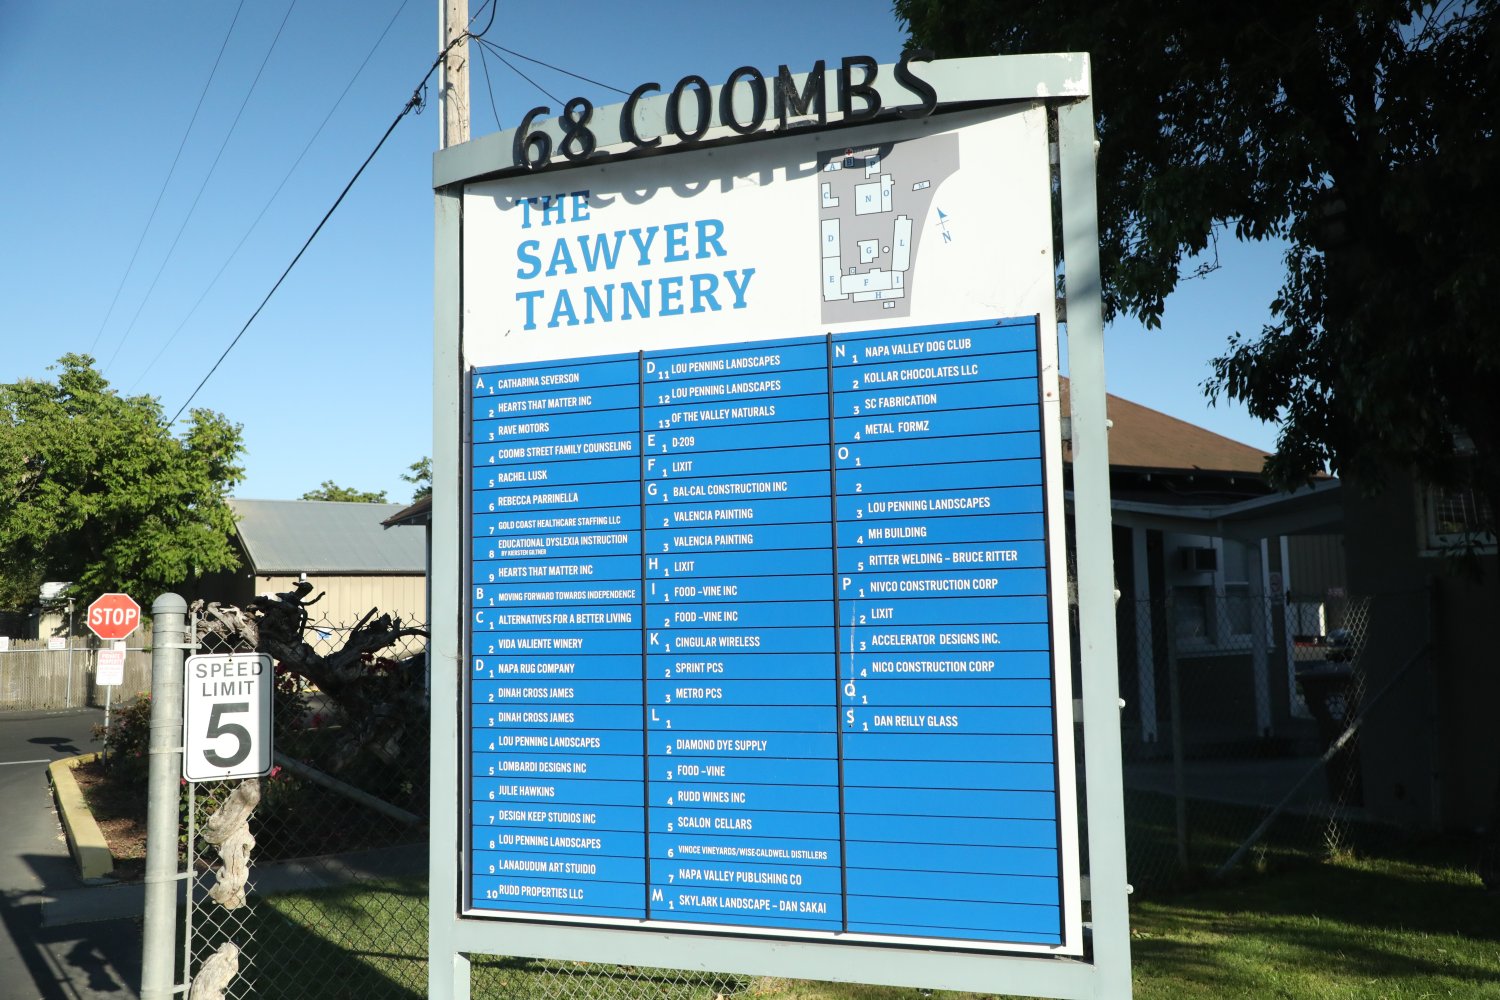 68 COOMBS
THE
SAWYER
TANNERY
A B P
C N O M
D G L
E F I
H
N
A 1 CATHARINA SEVERSON
2 HEARTS THAT MATTER INC
3 RAVE MOTORS
4 COOMB STREET FAMILY COUNSELING
5 RACHEL LUSK
6 REBECCA PARRINELLA
7 GOLD COAST HEALTHCARE STAFFING LLC
8 EDUCATIONAL DYSLEXIA INSTRUCTION
BY KIERSTEN GILTNER
9 HEARTS THAT MATTER INC
B 1 MOVING FORWARD TOWARDS INDEPENDENCE
C 1 ALTERNATIVES FOR A BETTER LIVING
2 VIDA VALIENTE WINERY
D 1 NAPA RUG COMPANY
2 DINAH CROSS JAMES
3 DINAH CROSS JAMES
4 LOU PENNING LANDSCAPES
5 LOMBARDI DESIGNS INC
6 JULIE HAWKINS
7 DESIGN KEEP STUDIOS INC
8 LOU PENNING LANDSCAPES
9 LANADUDUM ART STUIDIO
10 RUDD PROPERTIES LLC
D 11 LOU PENNING LANDSCAPES
12 LOU PENNING LANDSCAPES
13 OF THE VALLEY NATURALS
E 1 D-209
F 1 LIXIT
G 1 BAL-CAL CONSTRUCTION INC
2 VALENCIA PAINTING
3 VALENCIA PAINTING
H 1 LIXIT
I 1 FOOD -VINE INC
2 FOOD -VINE INC
K 1 CINGULAR WIRELESS
2 SPRINT PCS
3 METRO PCS
L 1
2 DIAMOND DYE SUPPLY
3 FOOD -VINE
4 RUDD WINES INC
5 SCALON CELLARS
6 VINOCE VINEYARDS/WISE-CALDWELL DISTILLERS
7 NAPA VALLEY PUBLISHING CO
M 1 SKYLARK LANDSCAPE - DAN SAKAI
N 1 NAPA VALLEY DOG CLUB
2 KOLLAR CHOCOLATES LLC
3 SC FABRICATION
4 METAL FORMZ
O 1
2
3 LOU PENNING LANDSCAPES
4 MH BUILDING
5 RITTER WELDING - BRUCE RITTER
P 1 NIVCO CONSTRUCTION CORP
2 LIXIT
3 ACCELERATOR DESIGNS INC.
4 NICO CONSTRUCTION CORP
Q 1
S 1 DAN REILLY GLASS
STOP
SPEED
LIMIT
5